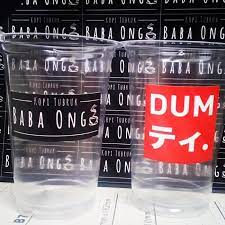 KOPI TUBRUK
BABA ONG
DUM
ティ.